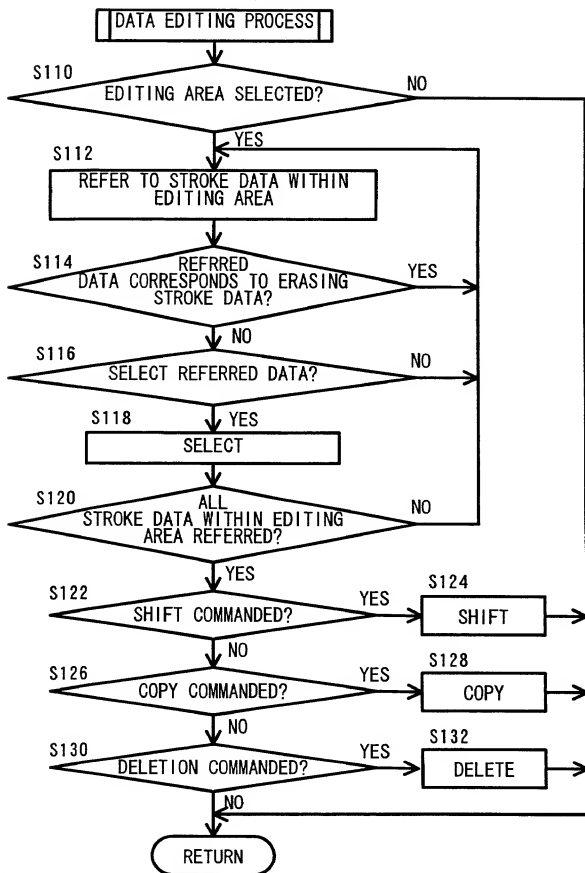 DATA EDITING PROCESS
S110
EDITING AREA SELECTED?
NO
YES
S112
REFER TO STROKE DATA WITHIN
EDITING AREA
S114
REFRRED
DATA CORRESPONDS TO ERASING
STROKE DATA?
YES
NO
S116
SELECT REFERRED DATA?
NO
YES
S118
SELECT
S120
ALL
STROKE DATA WITHIN EDITING
AREA REFERRED?
NO
YES
S122
SHIFT COMMANDED?
YES
S124
SHIFT
NO
S126
COPY COMMANDED?
YES
S128
COPY
NO
S130
DELETION COMMANDED?
YES
S132
DELETE
NO
RETURN